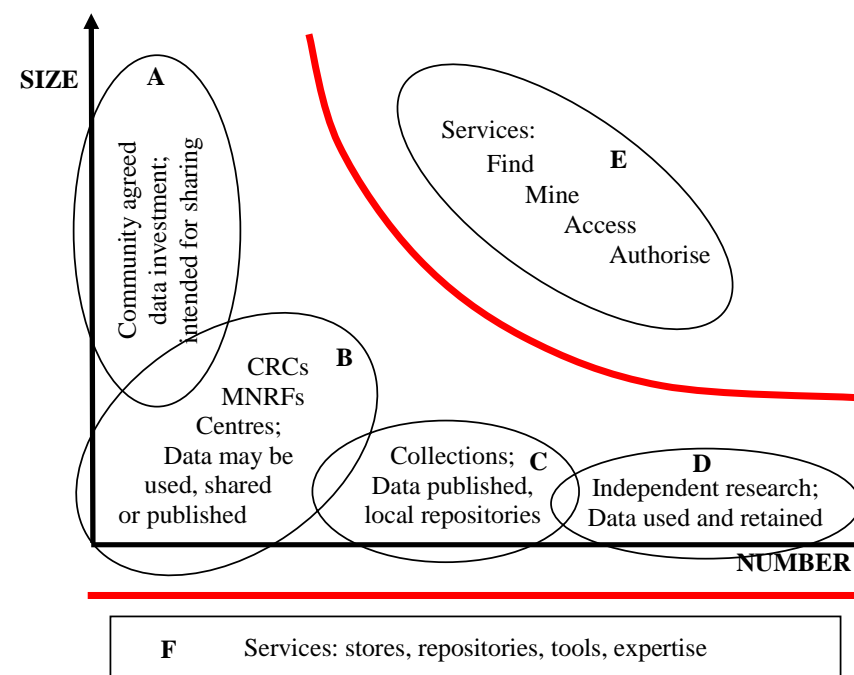 SIZE
A
Community agreed
data investment;
intended for sharing
Services:
E
Find
Mine
Access
Authorise
B
CRCs
MNRFs
Centres;
Data may be
used, shared
or published
C
Collections;
Data published,
local repositories
D
Independent research;
Data used and retained
NUMBER
F Services: stores, repositories, tools, expertise